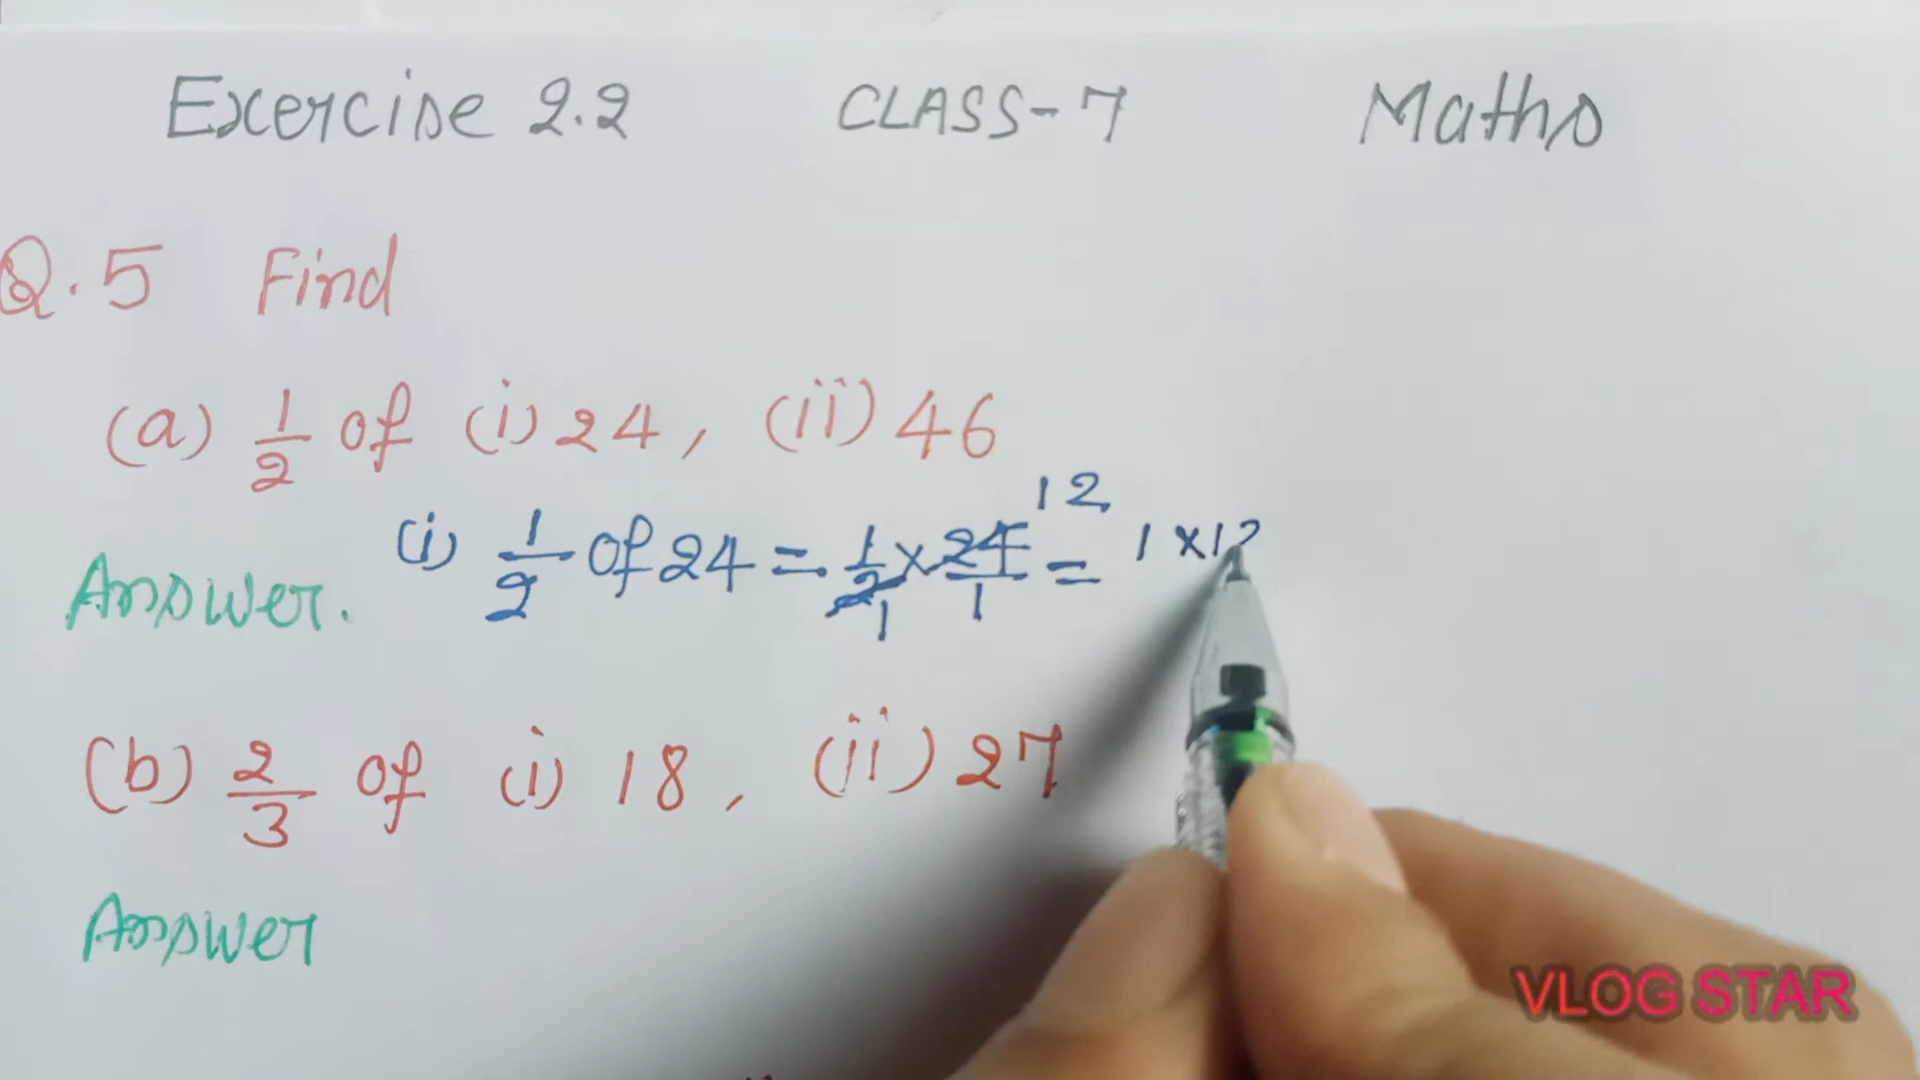 Exercise 2.2 CLASS-7 Maths
Q.5 Find
(a) 1/2 of (i) 24, (ii) 46
Answer. (i) 1/2 of 24 = 1/2 1 × 24/1 12 = 1 × 12
(b) 2/3 of (i) 18, (ii) 27
Answer
VLOG STAR